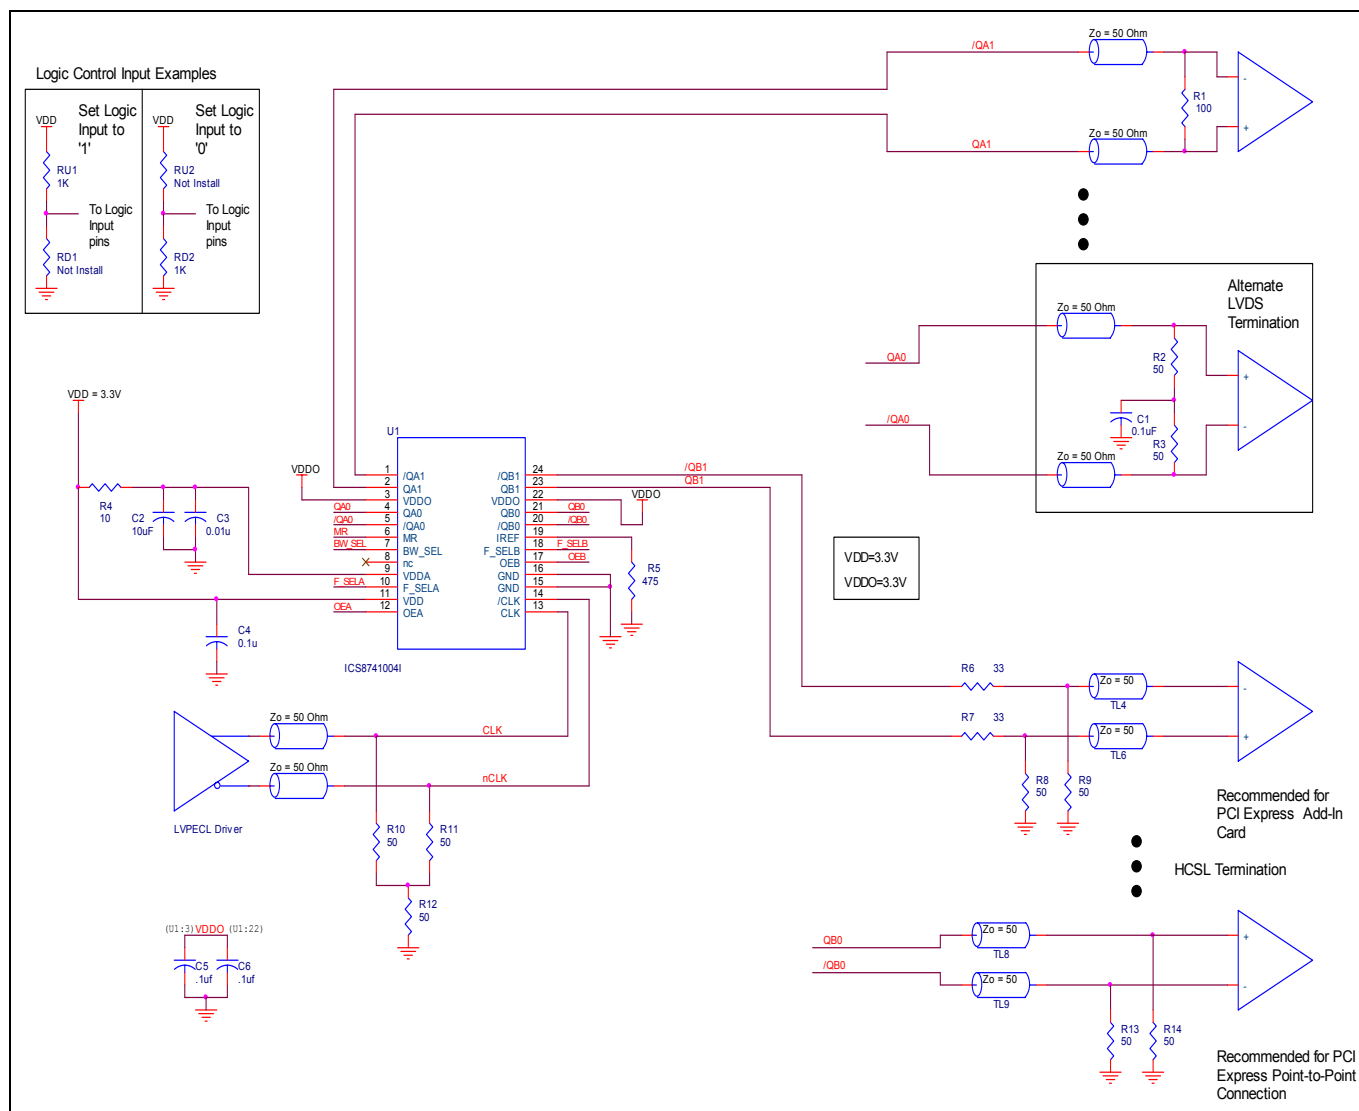 Logic Control Input Examples
Set Logic
Input to
'1'
VDD
RU1
1K
To Logic
Input
pins
RD1
Not Install
Set Logic
Input to
'0'
VDD
RU2
Not Install
To Logic
Input
pins
RD2
1K
/QA1
Zo = 50 Ohm
R1
100
-
+
QA1
Zo = 50 Ohm
Alternate
LVDS
Termination
Zo = 50 Ohm
QA0
R2
50
+
-
C1
0.1uF
/QA0
R3
50
Zo = 50 Ohm
VDD = 3.3V
R4
10
C2
10uF
C3
0.01u
C4
0.1u
VDDO
QA0
/QA0
MR
BW_SEL
F_SELA
OEA
U1
1
2
3
4
5
6
7
8
9
10
11
12
/QA1
QA1
VDDO
QA0
/QA0
MR
BW_SEL
nc
VDDA
F_SELA
VDD
OEA
/QB1
QB1
VDDO
QB0
/QB0
IREF
F_SELB
OEB
GND
GND
/CLK
CLK
24
23
22
21
20
19
18
17
16
15
14
13
ICS8741004I
/QB1
QB1
VDDO
QB0
/QB0
F_SELB
OEB
R5
475
VDD=3.3V
VDDO=3.3V
R6 33
Zo = 50
TL4
R7 33
Zo = 50
TL6
-
+
R8
50
R9
50
Recommended for
PCI Express Add-In
Card
HCSL Termination
Zo = 50 Ohm
CLK
Zo = 50 Ohm
nCLK
LVPECL Driver
R10
50
R11
50
R12
50
(U1:3) VDDO (U1:22)
C5
.1uf
C6
.1uf
QB0
Zo = 50
TL8
/QB0
Zo = 50
TL9
+
-
R13
50
R14
50
Recommended for PCI
Express Point-to-Point
Connection